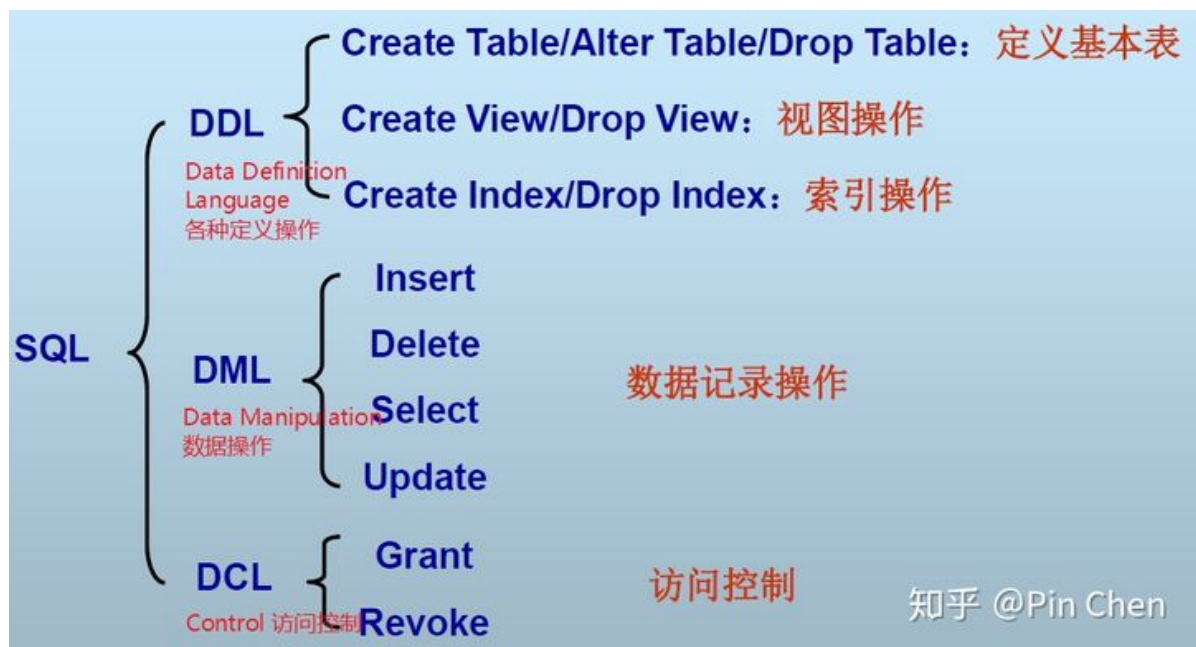 Create Table/Alter Table/Drop Table：定义基本表
DDL
Create View/Drop View：视图操作
Data Definition
Language
各种定义操作
Create Index/Drop Index：索引操作
SQL
DML
Data Manipulation
数据操作
Insert
Delete
Select
Update
数据记录操作
DCL
Control 访问控制
Grant
Revoke
访问控制
知乎 @Pin Chen